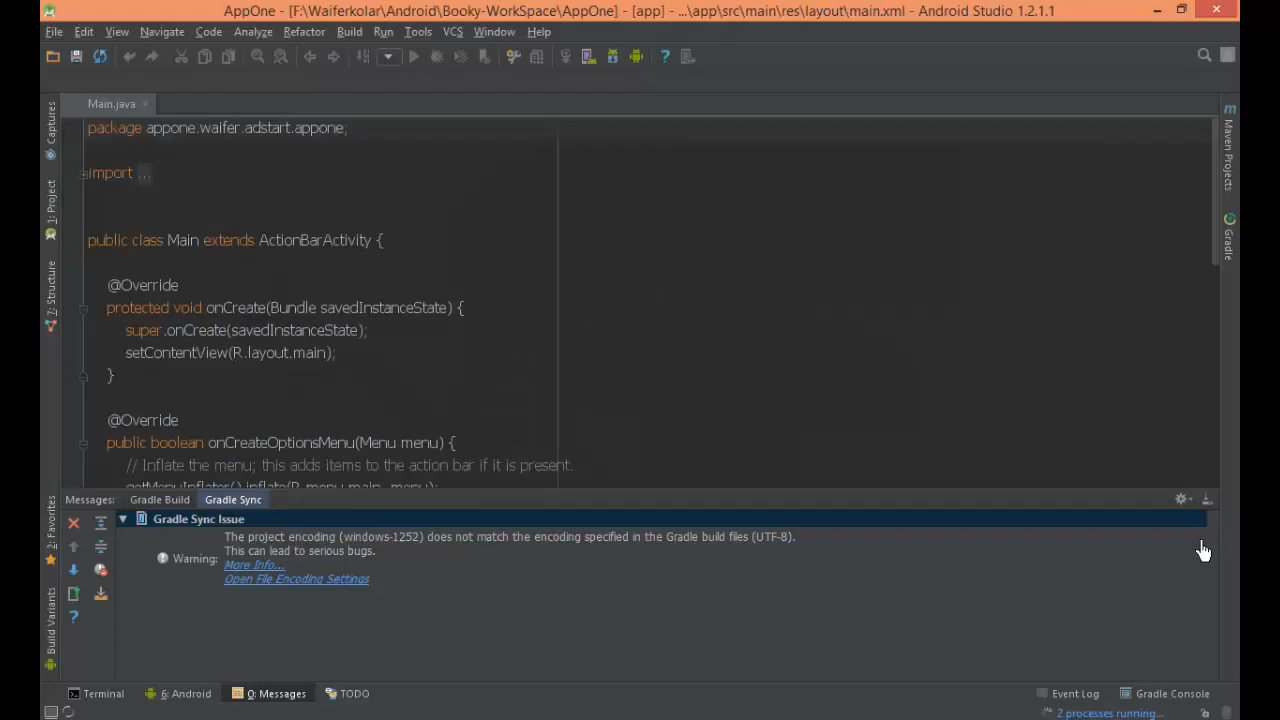 AppOne - [F:\Waiferkolar\Android\Booky-WorkSpace\AppOne] - [app] - ...\app\src\main\res\layout\main.xml - Android Studio 1.2.1.1
File Edit View Navigate Code Analyze Refactor Build Run Tools VCS Window Help
Main.java
package appone.waifer.adstart.appone;
import ...
public class Main extends ActionBarActivity {
@Override
protected void onCreate(Bundle savedInstanceState) {
super.onCreate(savedInstanceState);
setContentView(R.layout.main);
}
@Override
public boolean onCreateOptionsMenu(Menu menu) {
// Inflate the menu; this adds items to the action bar if it is present.
getMenuInflater().inflate(R.menu.main, menu);
Captures
1: Project
7: Structure
2: Favorites
Build Variants
Maven Projects
Gradle
Messages: Gradle Build Gradle Sync
Gradle Sync Issue
Warning:
The project encoding (windows-1252) does not match the encoding specified in the Gradle build files (UTF-8).
This can lead to serious bugs.
More Info...
Open File Encoding Settings
Terminal 6: Android 0: Messages TODO Event Log Gradle Console
2 processes running...